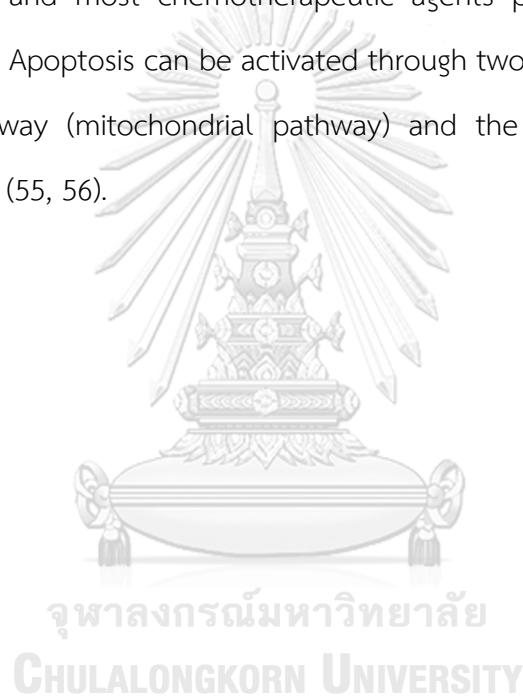 and most chemotherapeutic agents
Apoptosis can be activated through two
way (mitochondrial pathway) and the
(55, 56).
จุฬาลงกรณ์มหาวิทยาลัย
CHULALONGKORN UNIVERSITY